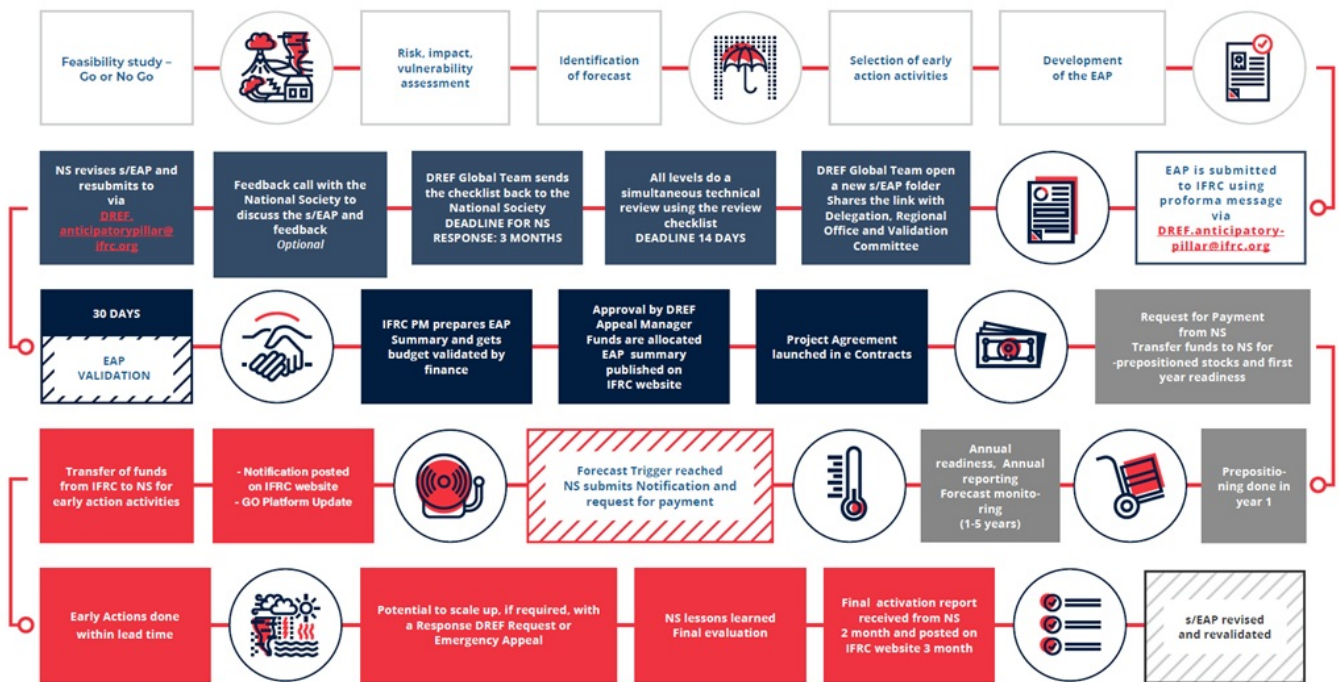 Feasibility study –
Go or No Go
Risk, impact,
vulnerability
assessment
Identification
of forecast
Selection of early
action activities
Development
of the EAP
EAP is submitted
to IFRC using
proforma message
via
DREF.anticipatory-
pillar@ifrc.org
DREF Global Team open
a new s/EAP folder
Shares the link with
Delegation, Regional
Office and Validation
Committee
All levels do a
simultaneous technical
review using the review
checklist
DEADLINE 14 DAYS
DREF Global Team sends
the checklist back to the
National Society
DEADLINE FOR NS
RESPONSE: 3 MONTHS
Feedback call with the
National Society to
discuss the s/EAP and
feedback
Optional
NS revises s/EAP and
resubmits to
via
DREF.
anticipatorypillar@
ifrc.org
30 DAYS
EAP
VALIDATION
IFRC PM prepares EAP
Summary and gets
budget validated by
finance
Approval by DREF
Appeal Manager
Funds are allocated
EAP summary
published on
IFRC website
Project Agreement
launched in e Contracts
Request for Payment
from NS
Transfer funds to NS for
-prepositioned stocks and first
year readiness
Prepositio-
ning done in
year 1
Annual
readiness, Annual
reporting
Forecast monito-
ring
(1-5 years)
Forecast Trigger reached
NS submits Notification and
request for payment
- Notification posted
on IFRC website
- GO Platform Update
Transfer of funds
from IFRC to NS for
early action activities
Early Actions done
within lead time
Potential to scale up, if required, with
a Response DREF Request or
Emergency Appeal
NS lessons learned
Final evaluation
Final activation report
received from NS
2 month and posted on
IFRC website 3 month
s/EAP revised
and revalidated